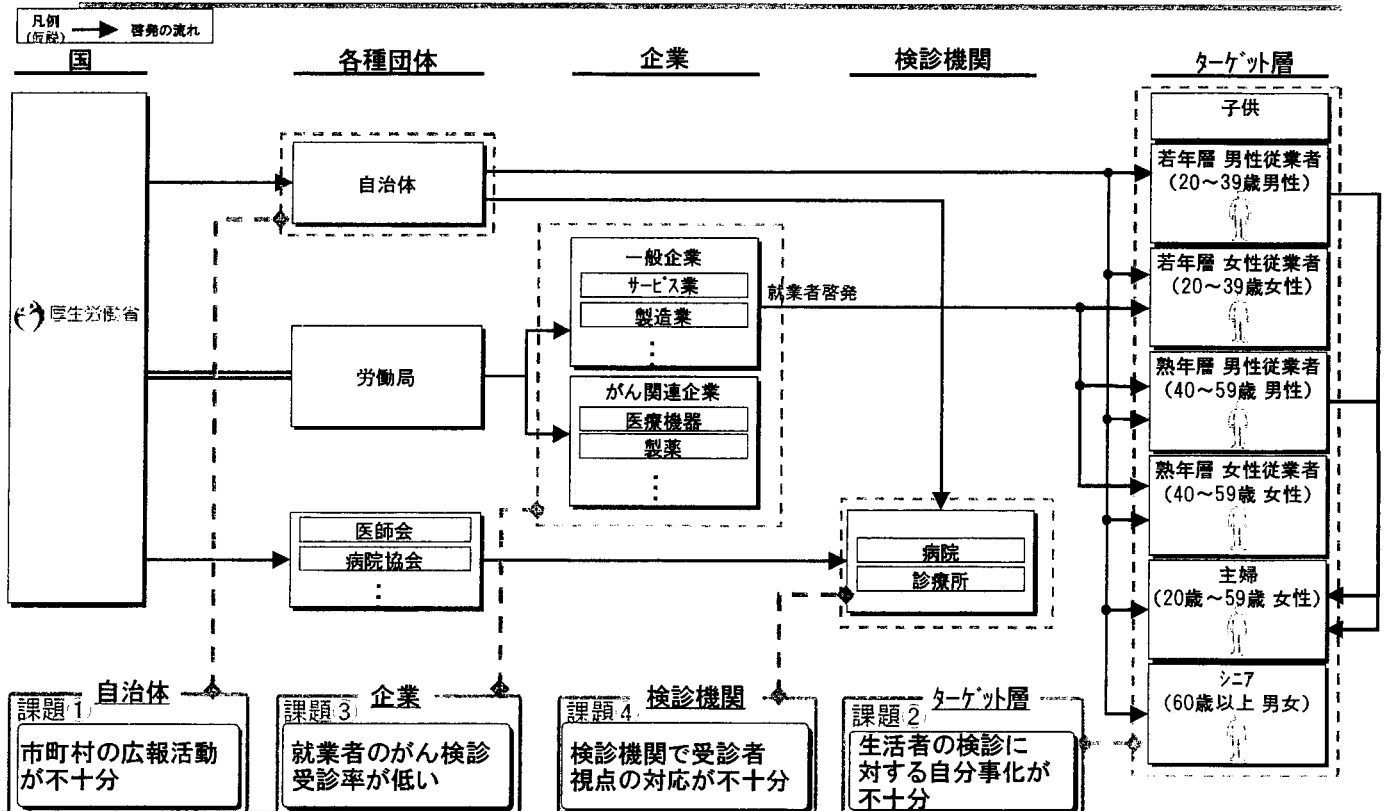 凡例
(仮説)
啓発の流れ
国
各種団体
企業
検診機関
ターゲット層
厚生労働省
自治体
労働局
医師会
病院協会
:
一般企業
サービス業
製造業
:
がん関連企業
医療機器
製薬
:
就業者啓発
病院
診療所
子供
若年層 男性従業者
(20～39歳男性)
若年層 女性従業者
(20～39歳女性)
熟年層 男性従業者
(40～59歳 男性)
熟年層 女性従業者
(40～59歳 女性)
主婦
(20歳～59歳 女性)
シニア
(60歳以上 男女)
自治体
課題①
市町村の広報活動
が不十分
企業
課題③
就業者のがん検診
受診率が低い
検診機関
課題④
検診機関で受診者
視点の対応が不十分
ターゲット層
課題②
生活者の検診に
対する自分事化が
不十分